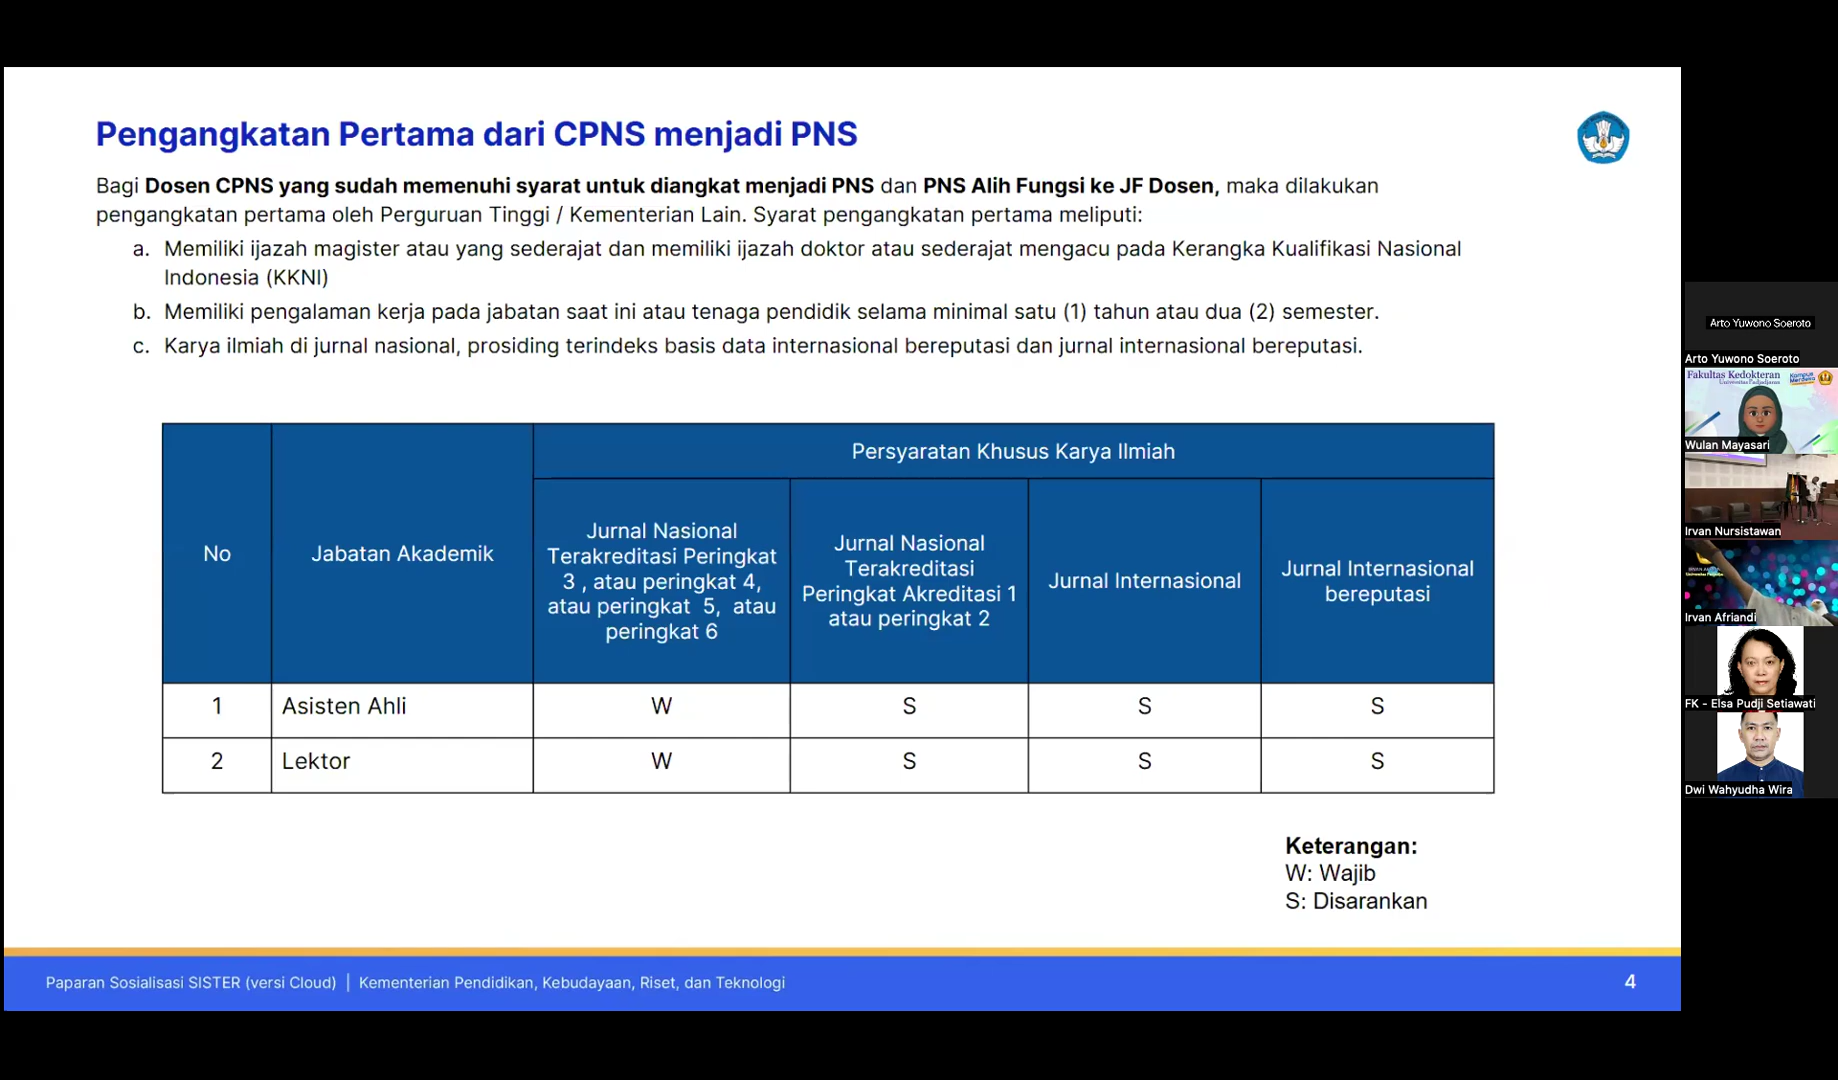 Pengangkatan Pertama dari CPNS menjadi PNS
Bagi Dosen CPNS yang sudah memenuhi syarat untuk diangkat menjadi PNS dan PNS Alih Fungsi ke JF Dosen, maka dilakukan
pengangkatan pertama oleh Perguruan Tinggi / Kementerian Lain. Syarat pengangkatan pertama meliputi:
a. Memiliki ijazah magister atau yang sederajat dan memiliki ijazah doktor atau sederajat mengacu pada Kerangka Kualifikasi Nasional
Indonesia (KKNI)
b. Memiliki pengalaman kerja pada jabatan saat ini atau tenaga pendidik selama minimal satu (1) tahun atau dua (2) semester.
c. Karya ilmiah di jurnal nasional, prosiding terindeks basis data internasional bereputasi dan jurnal internasional bereputasi.
No
Jabatan Akademik
Persyaratan Khusus Karya Ilmiah
Jurnal Nasional
Terakreditasi Peringkat
3 , atau peringkat 4,
atau peringkat 5, atau
peringkat 6
Jurnal Nasional
Terakreditasi
Peringkat Akreditasi 1
atau peringkat 2
Jurnal Internasional
Jurnal Internasional
bereputasi
1 Asisten Ahli W S S S
2 Lektor W S S S
Keterangan:
W: Wajib
S: Disarankan
Paparan Sosialisasi SISTER (versi Cloud) | Kementerian Pendidikan, Kebudayaan, Riset, dan Teknologi
4
Arto Yuwono Soeroto
Arto Yuwono Soeroto
Fakultas Kedokteran
Universitas Padjadjaran
Kampus
Merdeka
Wulan Mayasari
Irvan Nursistawan
Irvan Afriandi
FK - Elsa Pudji Setiawati
Dwi Wahyudha Wira